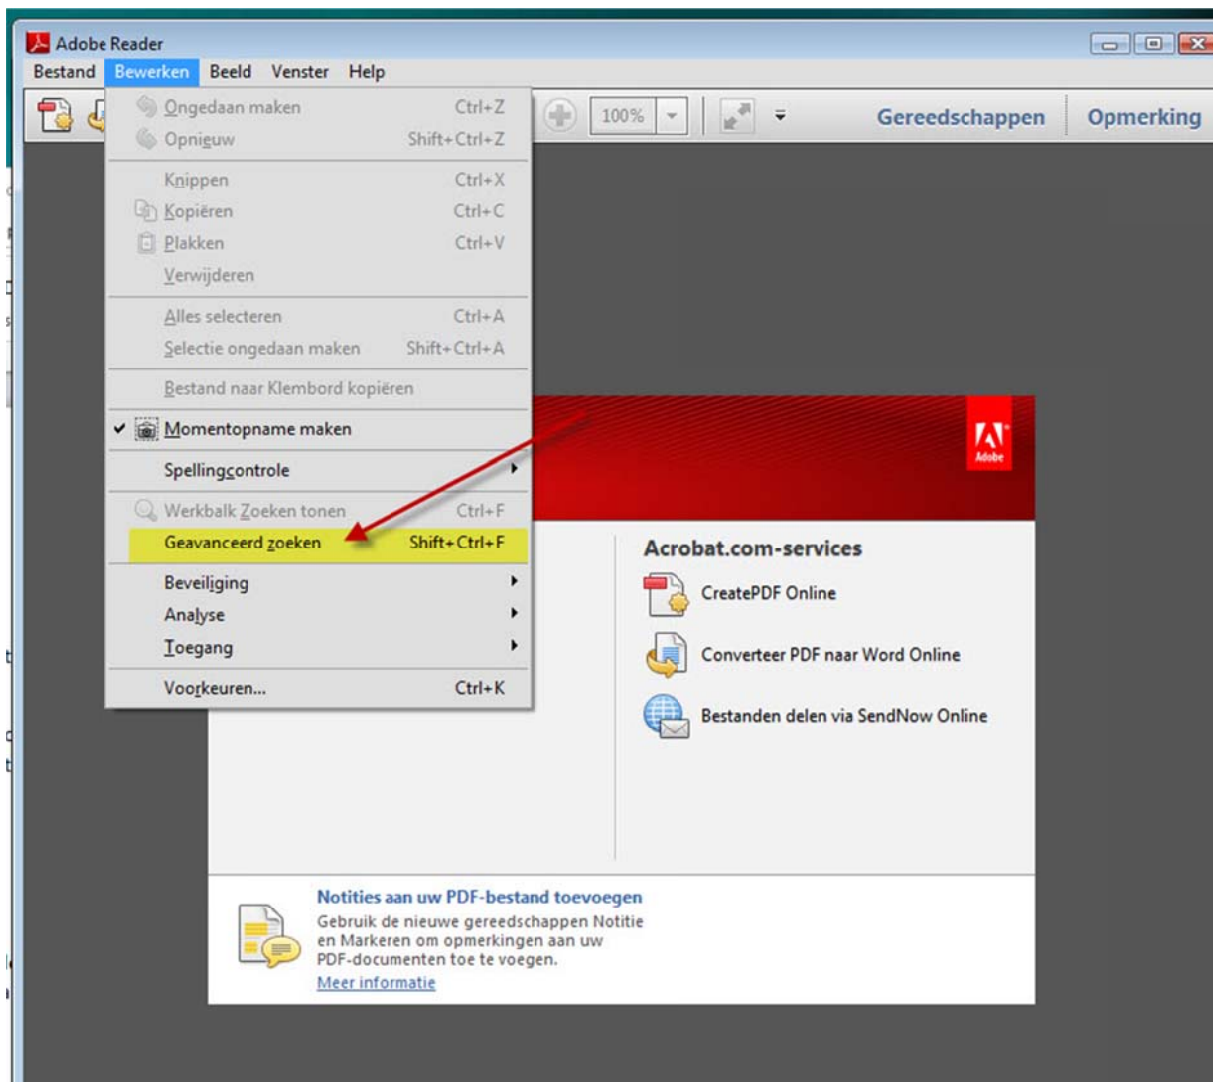 Adobe Reader
Bestand Bewerken Beeld Venster Help
100% Gereedschappen Opmerking
Ongedaan maken Ctrl+Z
Opnieuw Shift+Ctrl+Z
Knippen Ctrl+X
Kopiëren Ctrl+C
Plakken Ctrl+V
Verwijderen
Alles selecteren Ctrl+A
Selectie ongedaan maken Shift+Ctrl+A
Bestand naar Klembord kopiëren
Momentopname maken
Spellingcontrole
Werkbalk Zoeken tonen Ctrl+F
Geavanceerd zoeken Shift+Ctrl+F
Beveiliging
Analyse
Toegang
Voorkeuren... Ctrl+K
Adobe
Acrobat.com-services
CreatePDF Online
Converteer PDF naar Word Online
Bestanden delen via SendNow Online
Notities aan uw PDF-bestand toevoegen
Gebruik de nieuwe gereedschappen Notitie
en Markeren om opmerkingen aan uw
PDF-documenten toe te voegen.
Meer informatie